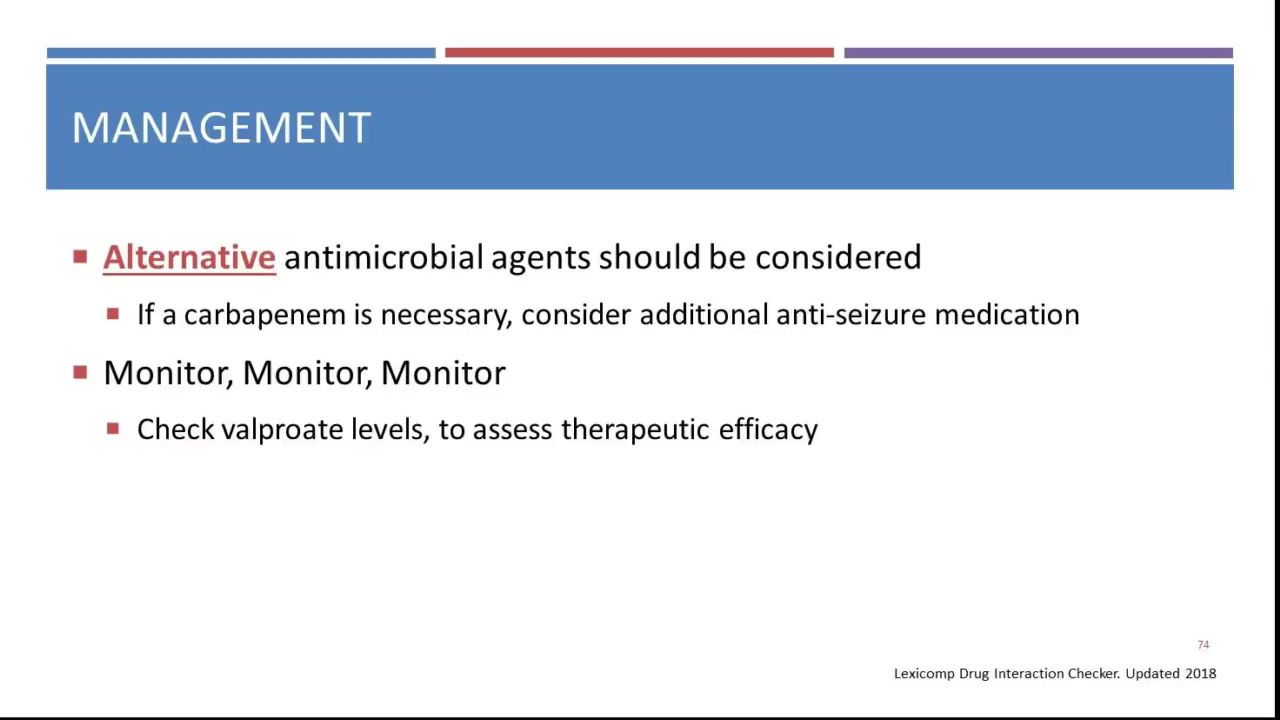 MANAGEMENT
Alternative antimicrobial agents should be considered
If a carbapenem is necessary, consider additional anti-seizure medication
Monitor, Monitor, Monitor
Check valproate levels, to assess therapeutic efficacy
74
Lexicomp Drug Interaction Checker. Updated 2018